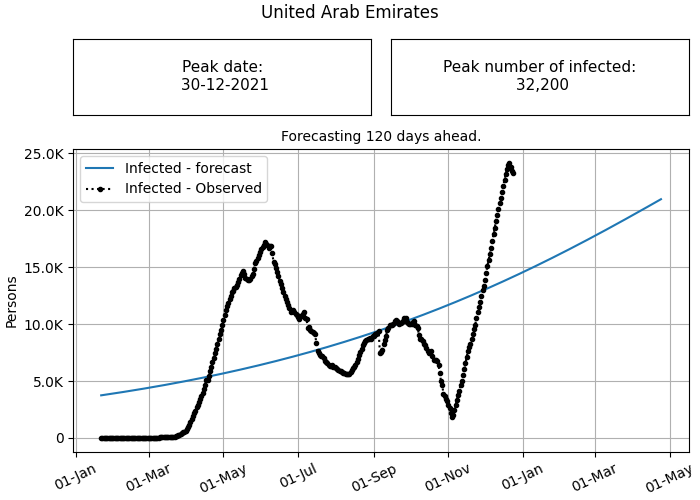 United Arab Emirates
Peak date:
30-12-2021
Peak number of infected:
32,200
Forecasting 120 days ahead.
25.0K
Infected - forecast
Infected - Observed
20.0K
15.0K
10.0K
5.0K
0
Persons
01-Jan
01-Mar
01-May
01-Jul
01-Sep
01-Nov
01-Jan
01-Mar
01-May